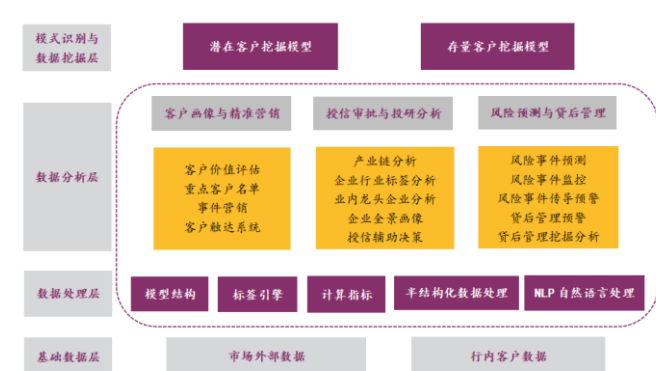 模式识别与
数据挖掘层
潜在客户挖掘模型
存量客户挖掘模型
数据分析层
客户画像与精准营销
授信审批与投研分析
风险预测与贷后管理
客户价值评估
重点客户名单
事件营销
客户触达系统
产业链分析
企业行业标签分析
业内龙头企业分析
企业全景画像
授信辅助决策
风险事件预测
风险事件监控
风险事件传导预警
贷后管理预警
贷后管理挖掘分析
数据处理层
模型结构
标签引擎
计算指标
半结构化数据处理
NLP 自然语言处理
基础数据层
市场外部数据
行内客户数据